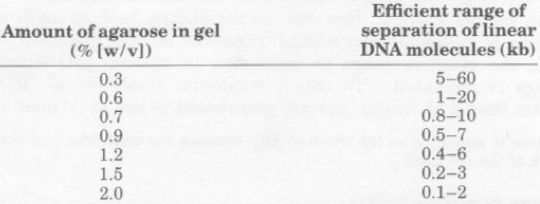 Amount of agarose in gel
(% [w/v])
Efficient range of
separation of linear
DNA molecules (kb)
0.3 5–60
0.6 1–20
0.7 0.8–10
0.9 0.5–7
1.2 0.4–6
1.5 0.2–3
2.0 0.1–2